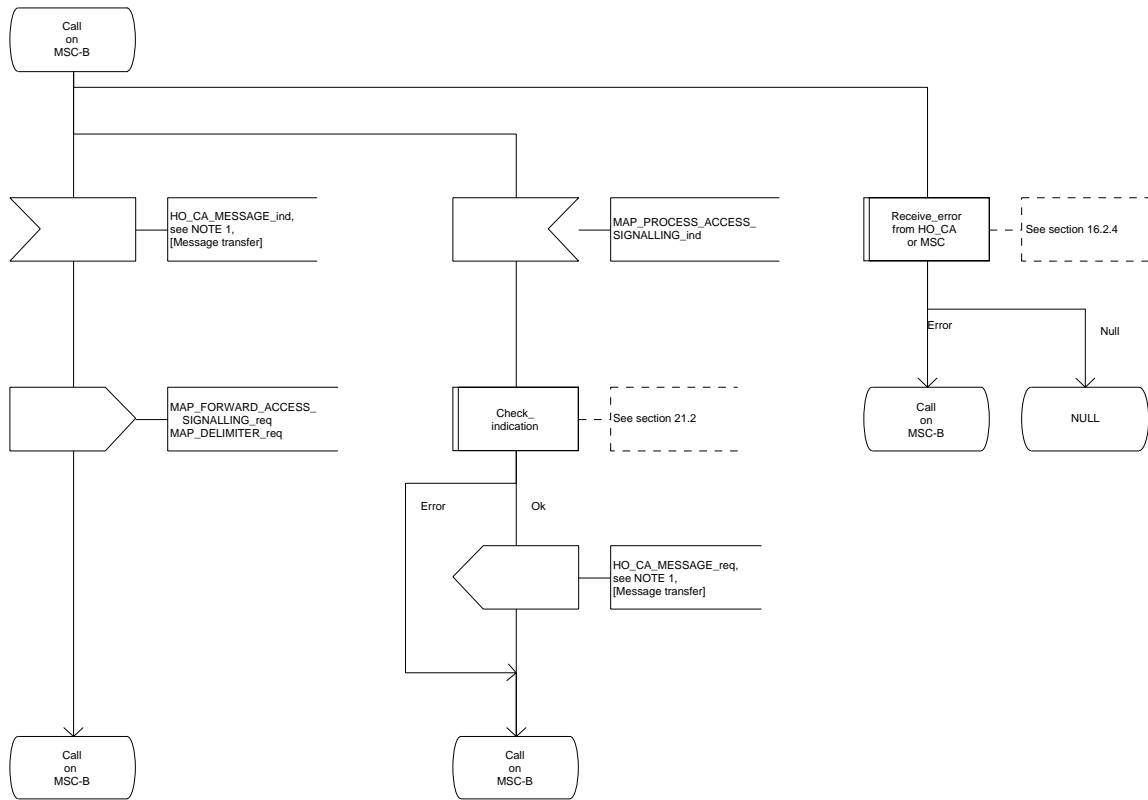 Call
on
MSC-B
HO_CA_MESSAGE_ind,
see NOTE 1,
[Message transfer]
MAP_PROCESS_ACCESS_
SIGNALLING_ind
Receive_error
from HO_CA
or MSC
See section 16.2.4
Error
Null
MAP_FORWARD_ACCESS_
SIGNALLING_req
MAP_DELIMITER_req
Check_
indication
See section 21.2
Call
on
MSC-B
NULL
Error
Ok
HO_CA_MESSAGE_req,
see NOTE 1,
[Message transfer]
Call
on
MSC-B
Call
on
MSC-B